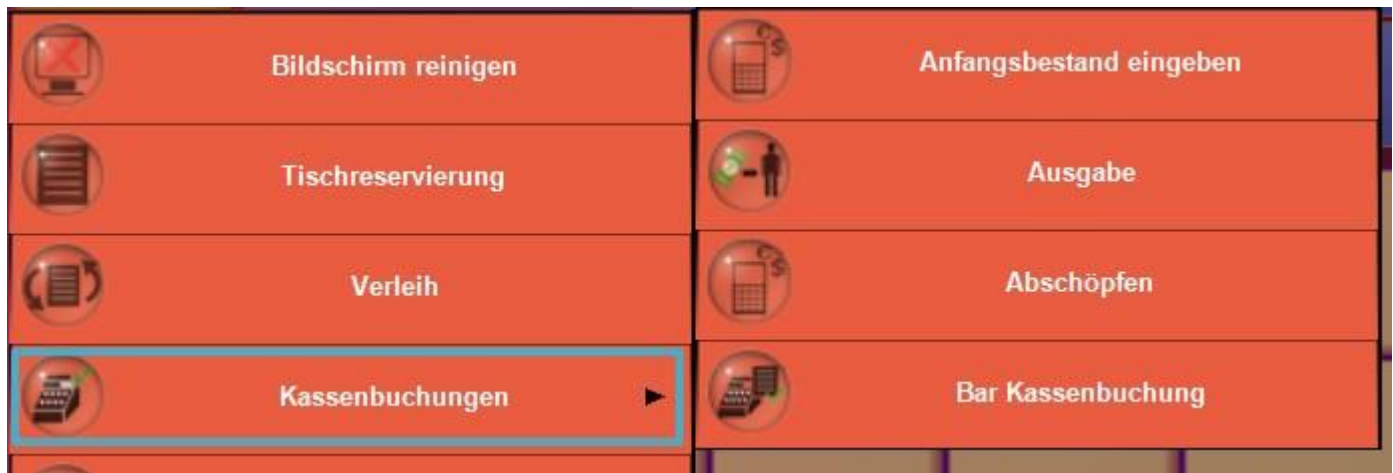 Bildschirm reinigen
Tischreservierung
Verleih
Kassenbuchungen
Anfangsbestand eingeben
Ausgabe
Abschöpfen
Bar Kassenbuchung